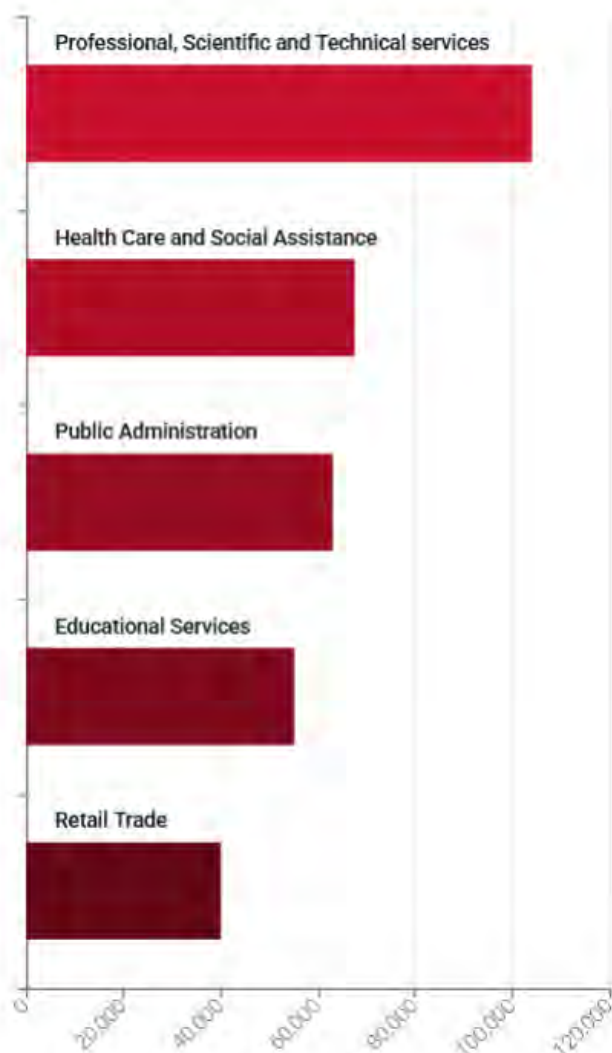 Professional, Scientific and Technical services
Health Care and Social Assistance
Public Administration
Educational Services
Retail Trade
0
20,000
40,000
60,000
80,000
100,000
120,000